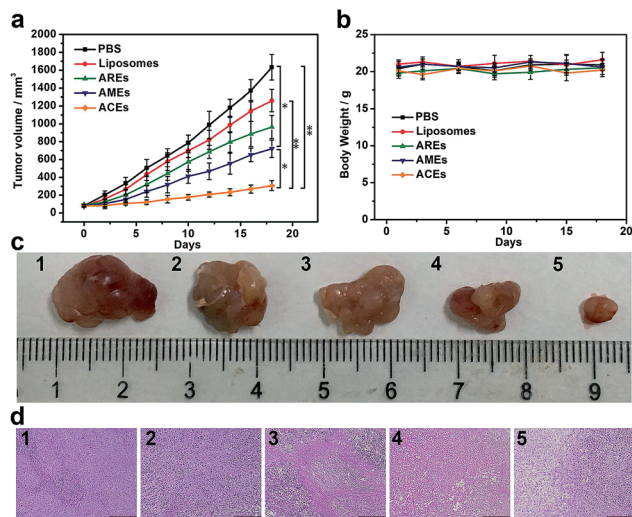 a
PBS
Liposomes
AREs
AMEs
ACEs
Tumor volume / mm³
2000
1800
1600
1400
1200
1000
800
600
400
200
0
0 5 10 15 20
Days
*
*
**
**
b
25
20
15
10
5
0
Body Weight / g
PBS
Liposomes
AREs
AMEs
ACEs
0 5 10 15 20
Days
c
1 2 3 4 5
1 2 3 4 5 6 7 8 9
d
1 2 3 4 5